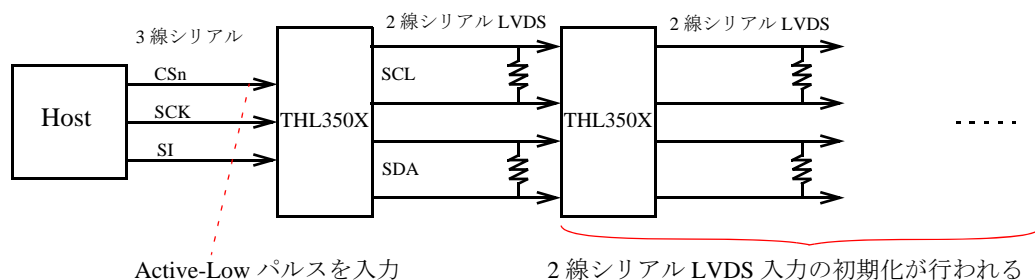 3 線シリアル
2 線シリアル LVDS
2 線シリアル LVDS
Host
CSn
SCK
SI
THL350X
SCL
SDA
THL350X
Active-Low パルスを入力
2 線シリアル LVDS 入力の初期化が行われる